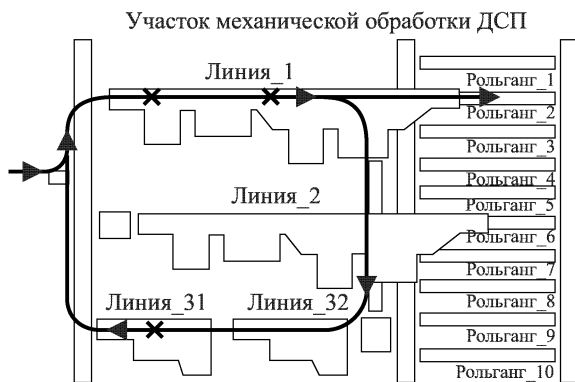 Участок механической обработки ДСП
Линия_1
Рольганг_1
Рольганг_2
Рольганг_3
Рольганг_4
Линия_2
Рольганг_5
Рольганг_6
Рольганг_7
Линия_31
Линия_32
Рольганг_8
Рольганг_9
Рольганг_10